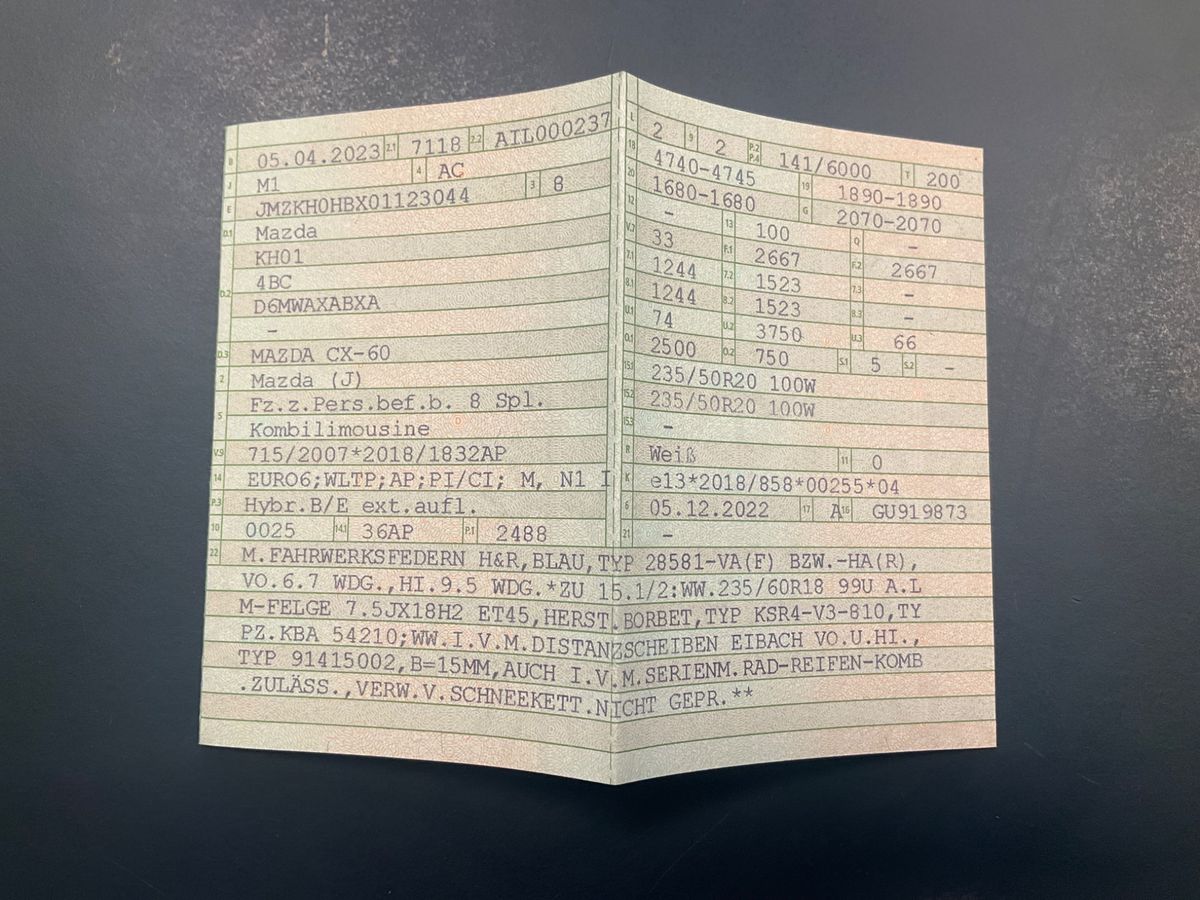 B 05.04.2023 2.1 7118 2.2 AIL000237
J M1 4 AC
E JMZKH0HBX01123044 3 8
D.1 Mazda
KH01
D.2 4BC
D6MWAXABXA
–
D.3 MAZDA CX-60
2 Mazda (J)
5 Fz.z.Pers.bef.b. 8 Spl.
Kombilimousine
V.9 715/2007*2018/1832AP
14 EURO6;WLTP;AP;PI/CI; M, N1 I
P.3 Hybr.B/E ext.aufl.
10 0025 14.1 36AP P.1 2488
L 2 9 2 P.2 P.4 141/6000 T 200
18 4740-4745 19 1890-1890
20 1680-1680 G 2070-2070
12 – 13 100 Q –
V.7 33 F.1 2667 F.2 2667
7.1 1244 7.2 1523 7.3 –
8.1 1244 8.2 1523 8.3 –
U.1 74 U.2 3750 U.3 66
O.1 2500 O.2 750 S.1 5 S.2 –
15.1 235/50R20 100W
15.2 235/50R20 100W
15.3 –
R Weiß 11 0
K e13*2018/858*00255*04
6 05.12.2022 17 A 16 GU919873
21 –
22 M.FAHRWERKSFEDERN H&R,BLAU,TYP 28581-VA(F) BZW.-HA(R),
VO.6.7 WDG.,HI.9.5 WDG.*ZU 15.1/2:WW.235/60R18 99U A.L
M-FELGE 7.5JX18H2 ET45,HERST.BORBET,TYP KSR4-V3-810,TY
PZ.KBA 54210;WW.I.V.M.DISTANZSCHEIBEN EIBACH VO.U.HI.,
TYP 91415002,B=15MM,AUCH I.V.M.SERIENM.RAD-REIFEN-KOMB
.ZULÄSS.,VERW.V.SCHNEEKETT.NICHT GEPR.**